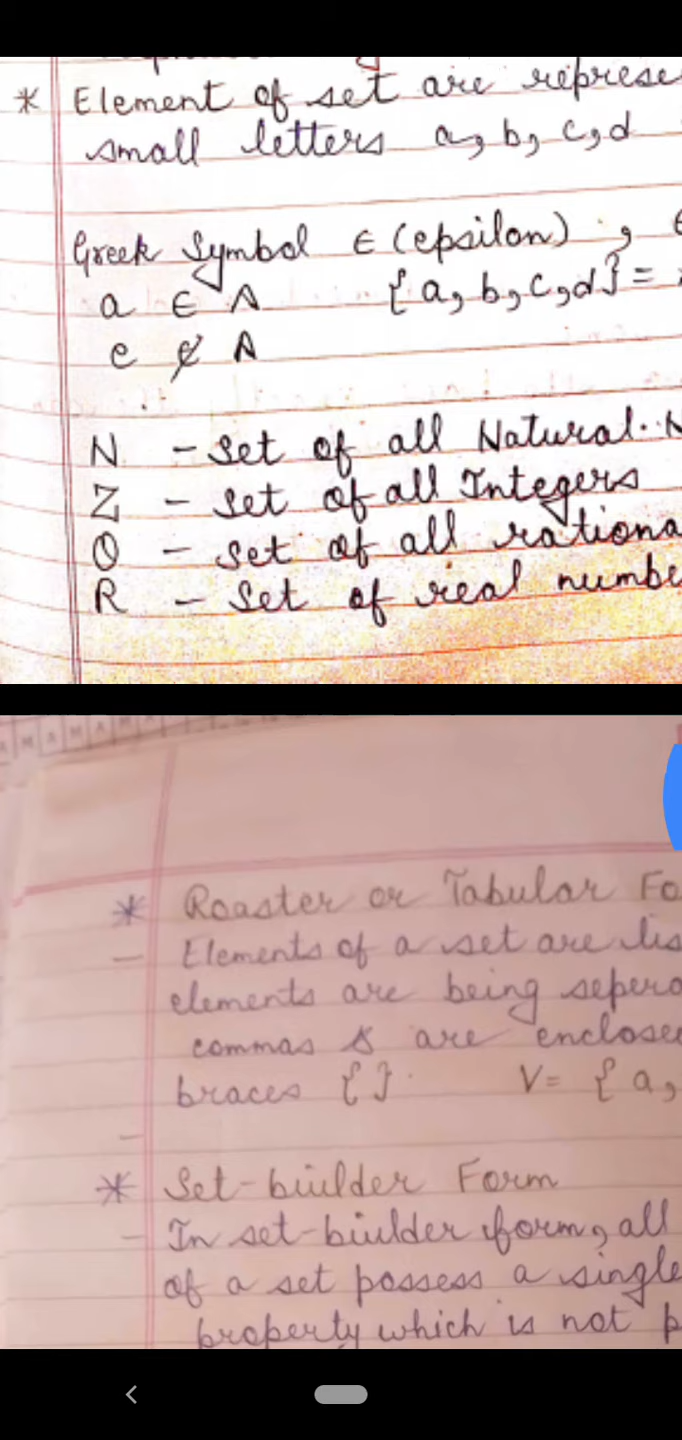 * Element of set are represe
small letters a, b, c, d
Greek Symbol ∈ (epsilon) ,
a ∈ A {a, b, c, d} =
e ∉ A
N - Set of all Natural.
Z - Set of all Integers
Q - Set of all rationa
R - Set of real numbe
* Roaster or Tabular Fo
- Elements of a set are lis
elements are being sepera
commas & are enclose
braces { } . V = { a,
-
* Set-builder Form
- In set-builder form, all
of a set possess a single
property which is not p